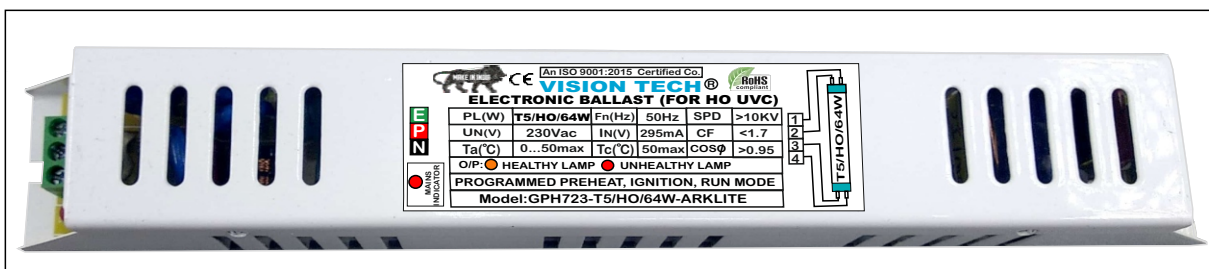 MAKE IN INDIA
CE
An ISO 9001:2015 Certified Co.
VISION TECH®
RoHS
compliant
ELECTRONIC BALLAST (FOR HO UVC)
E
P
N
PL(W) T5/HO/64W Fn(Hz) 50Hz SPD >10KV
UN(V) 230Vac IN(V) 295mA CF <1.7
Ta(℃) 0...50max Tc(℃) 50max COSφ >0.95
O/P: HEALTHY LAMP UNHEALTHY LAMP
MAINS
INDICATOR
PROGRAMMED PREHEAT, IGNITION, RUN MODE
Model:GPH723-T5/HO/64W-ARKLITE
1
2
3
4
T5/HO/64W